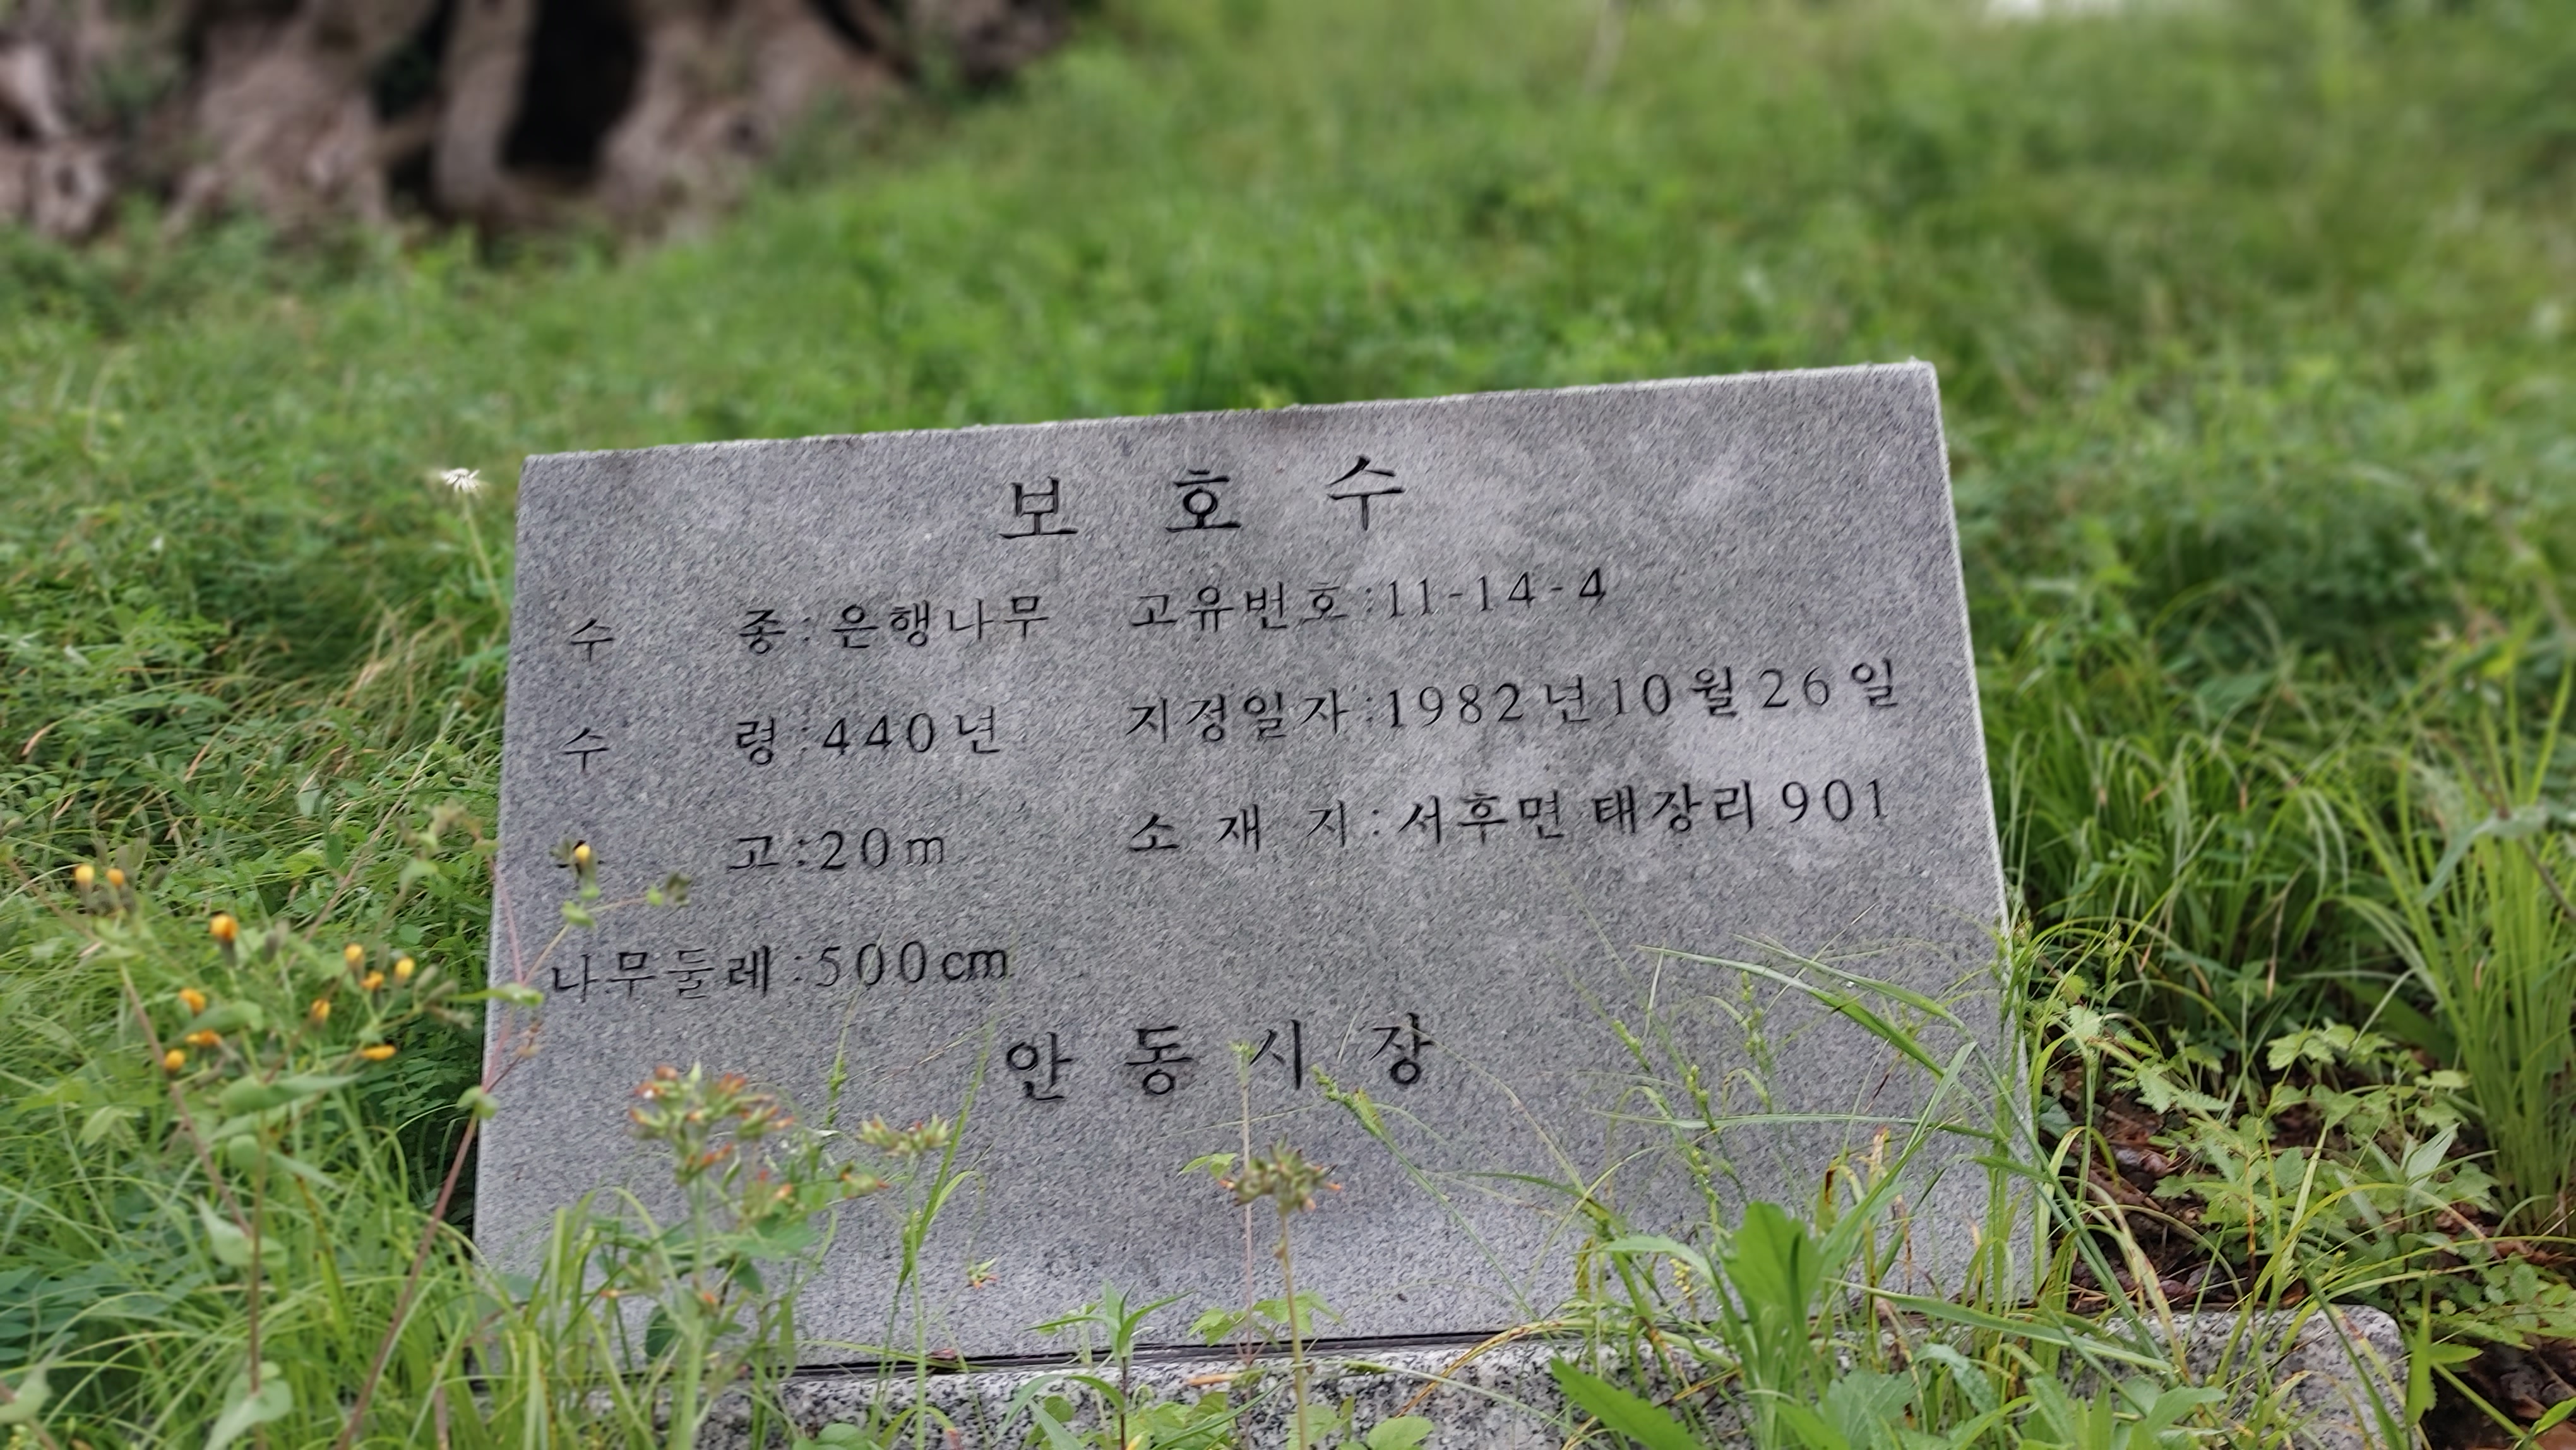 보 호 수
수 종:은행나무 고유번호:11-14-4
수 령:440년 지정일자:1982년10월26일
고:20m 소 재 지:서후면 태장리 901
나무둘레:500cm
안 동 시 장